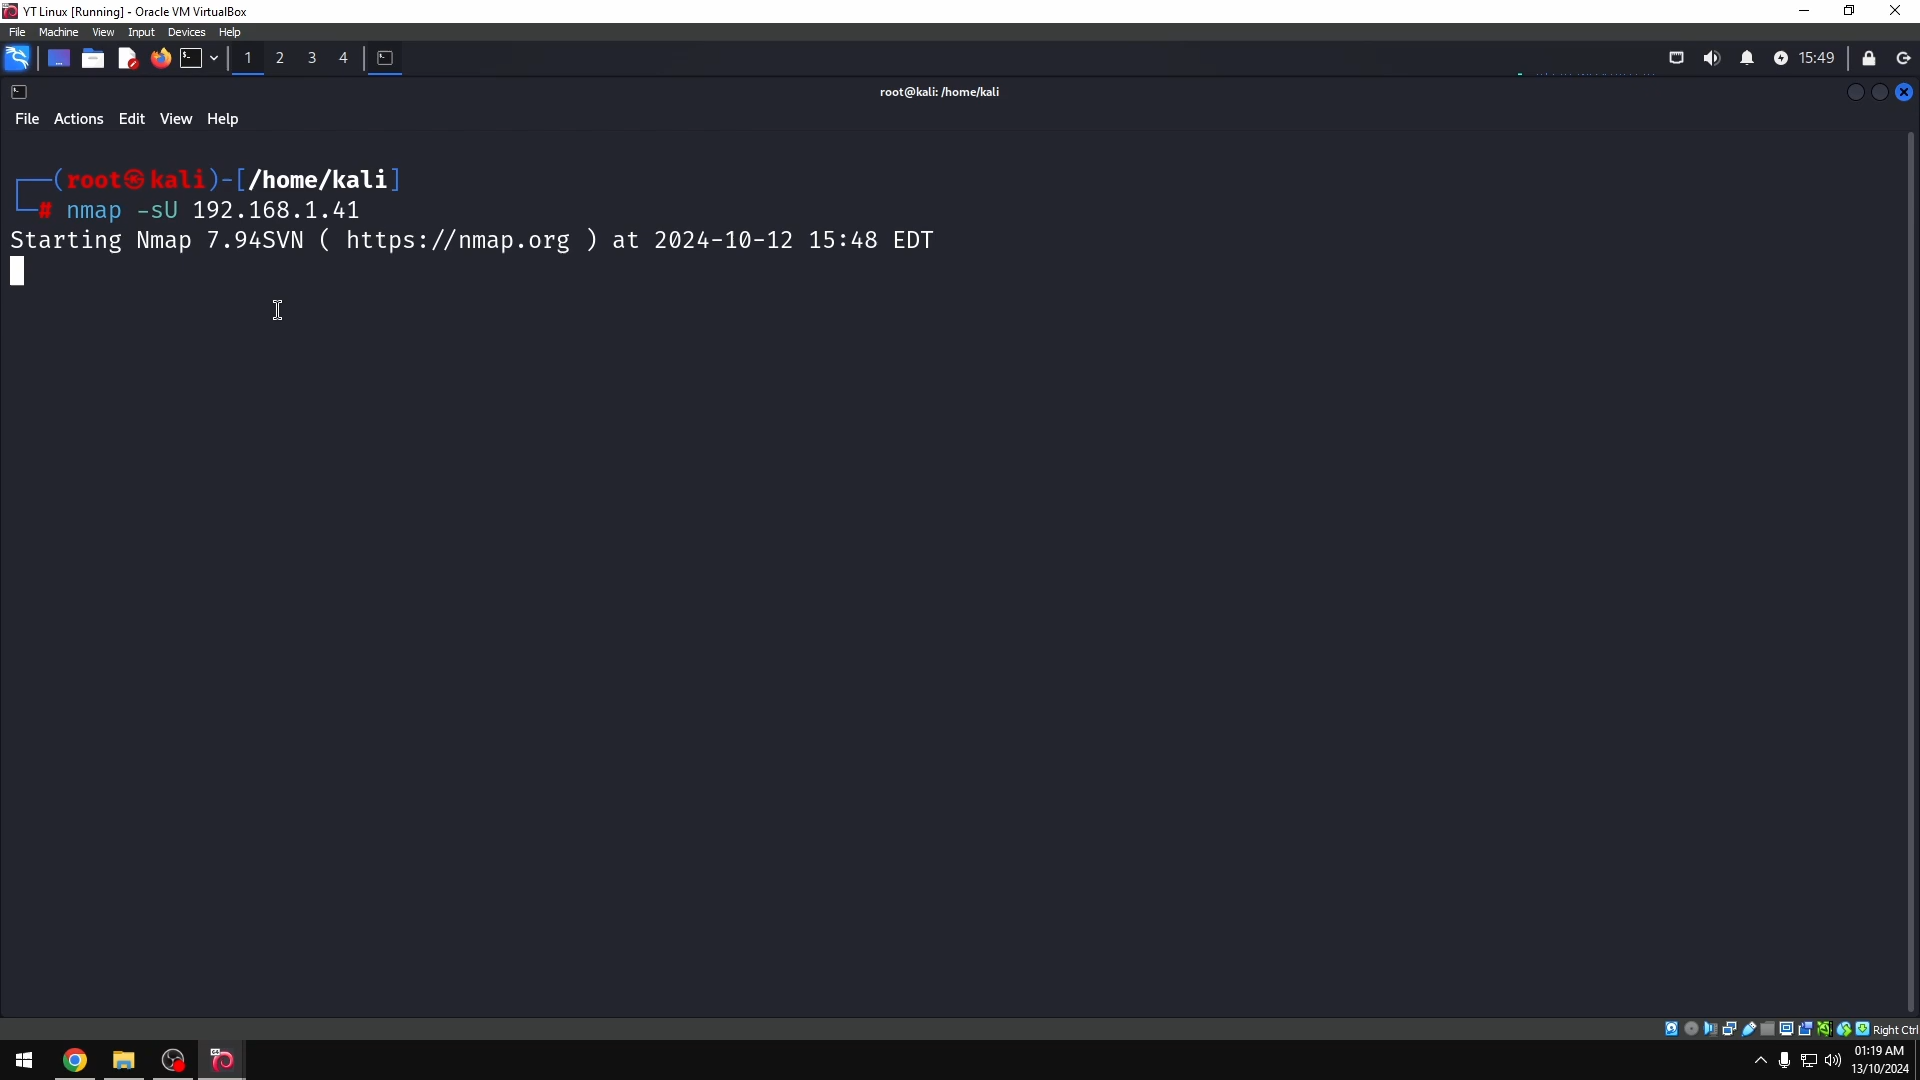 YT Linux [Running] - Oracle VM VirtualBox
File Machine View Input Devices Help
1 2 3 4 15:49
root@kali: /home/kali
File Actions Edit View Help
┌──(root㉿kali)-[/home/kali]
└─# nmap -sU 192.168.1.41
Starting Nmap 7.94SVN ( https://nmap.org ) at 2024-10-12 15:48 EDT
Right Ctrl
01:19 AM
13/10/2024